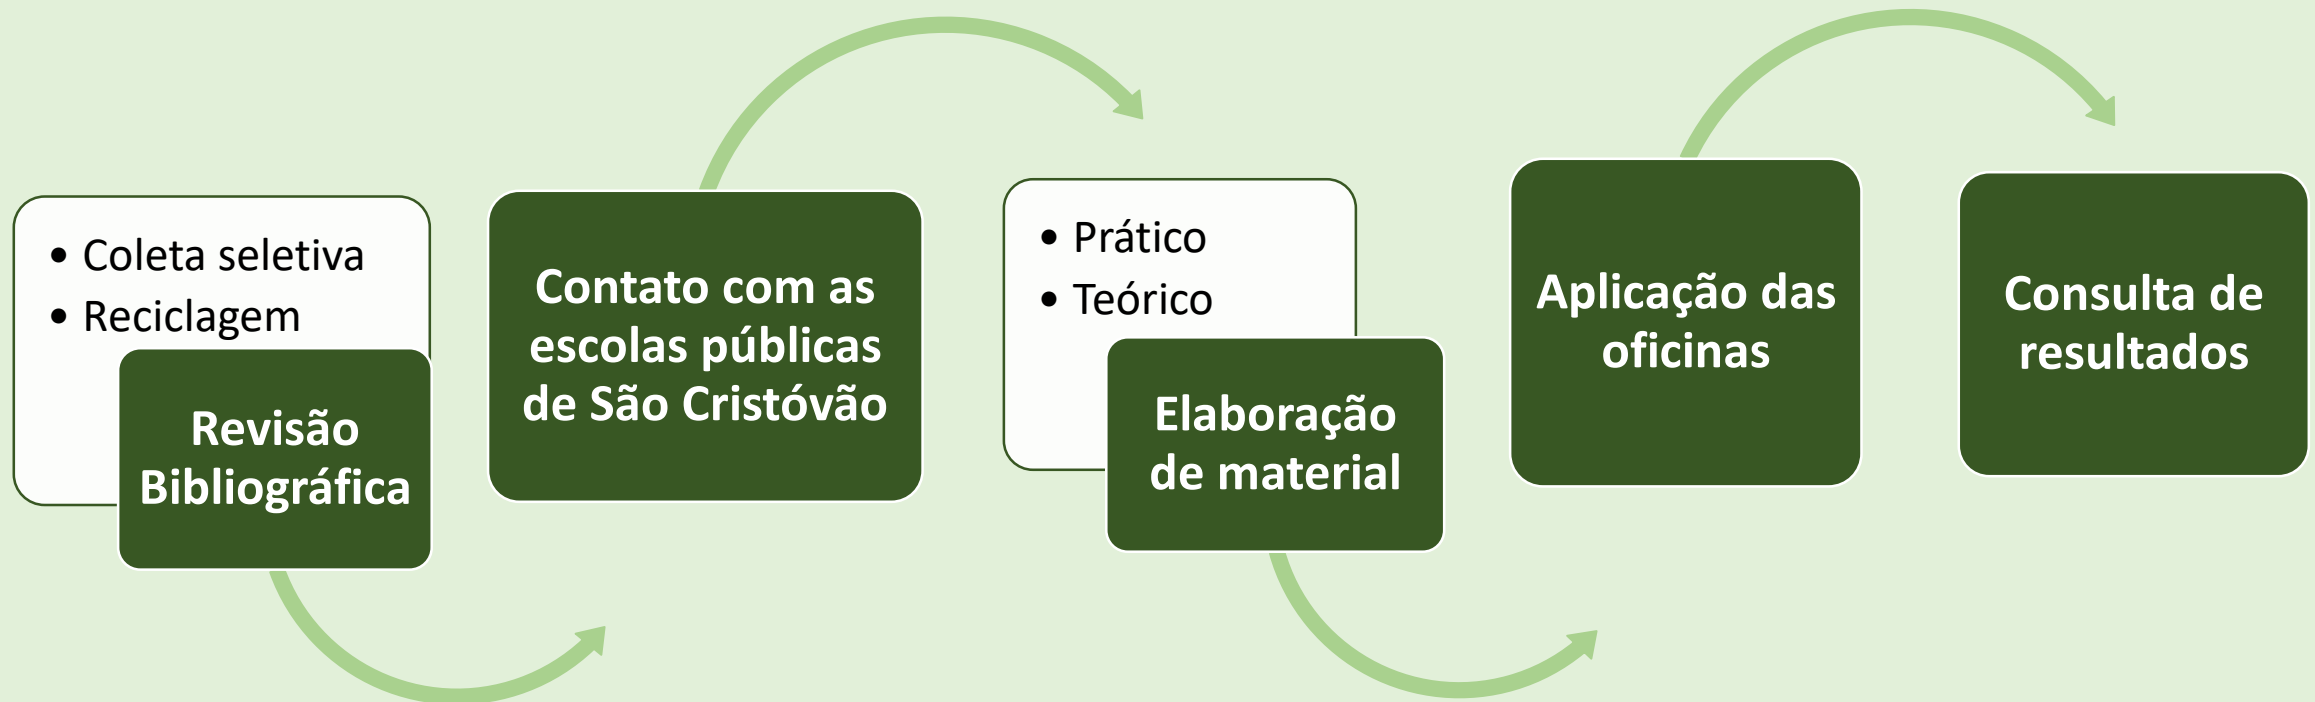 • Coleta seletiva
• Reciclagem
Revisão
Bibliográfica
Contato com as
escolas públicas
de São Cristóvão
• Prático
• Teórico
Elaboração
de material
Aplicação das
oficinas
Consulta de
resultados